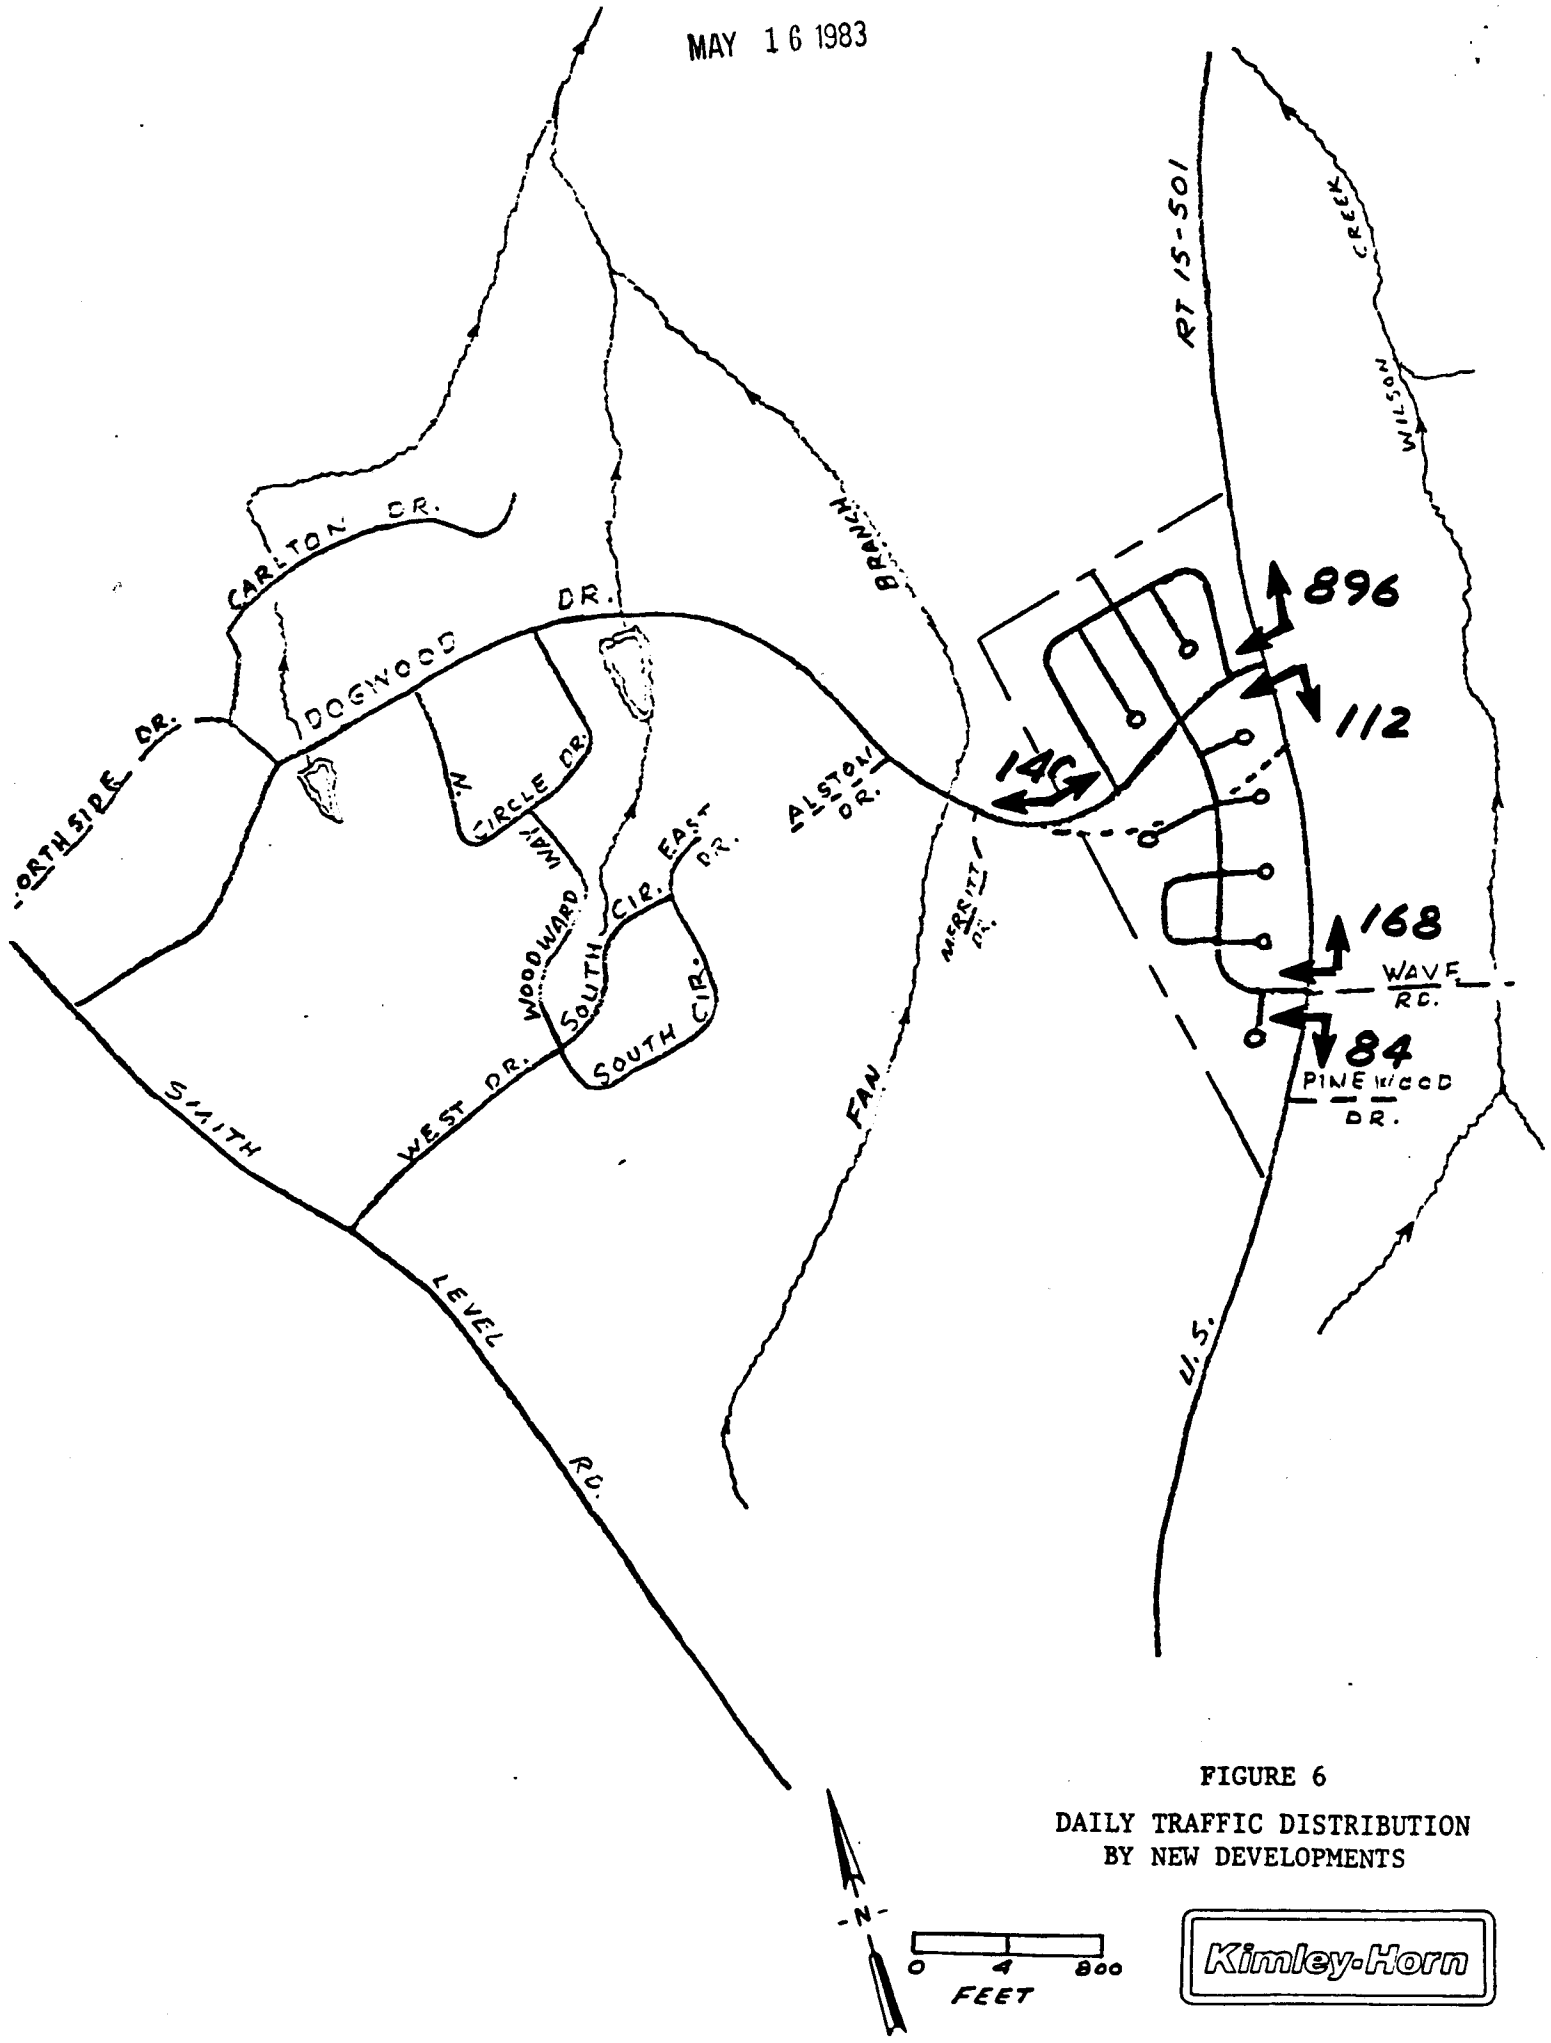 MAY 16 1983
RT 15-501
CREEK
WILSON
BRANCH
CARLTON DR.
DOGWOOD DR.
896
112
NORTHSIDE DR.
N. CIRCLE DR.
WAY
WOODWARD
EAST DR.
ALSTON DR.
MERRITT DR.
168
WAVE RD.
84
PINEWOOD DR.
SOUTH CIR.
SOUTH CIR.
WEST DR.
FAN
SMITH
LEVEL
RD.
U.S.
FIGURE 6
DAILY TRAFFIC DISTRIBUTION
BY NEW DEVELOPMENTS
-N-
0 4 800
FEET
Kimley-Horn